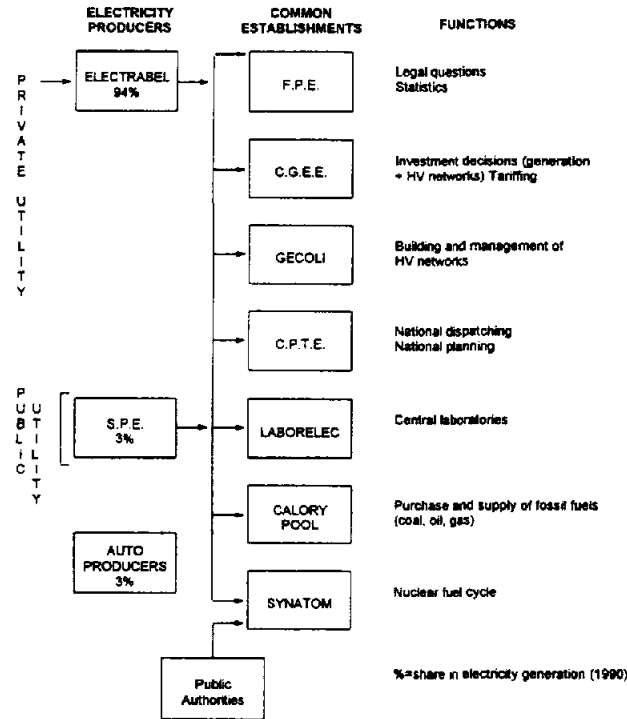 ELECTRICITY
PRODUCERS
COMMON
ESTABLISHMENTS
FUNCTIONS
PRIVATE UTILITY
ELECTRABEL
94%
F.P.E.
Legal questions
Statistics
C.G.E.E.
Investment decisions (generation
+ HV networks) Tariffing
GECOLI
Building and management of
HV networks
C.P.T.E.
National dispatching
National planning
PUBLIC
UTILITY
S.P.E.
3%
LABORELEC
Central laboratories
CALORY
POOL
Purchase and supply of fossil fuels
(coal, oil, gas)
AUTO
PRODUCERS
3%
SYNATOM
Nuclear fuel cycle
Public
Authorities
%=share in electricity generation (1990)